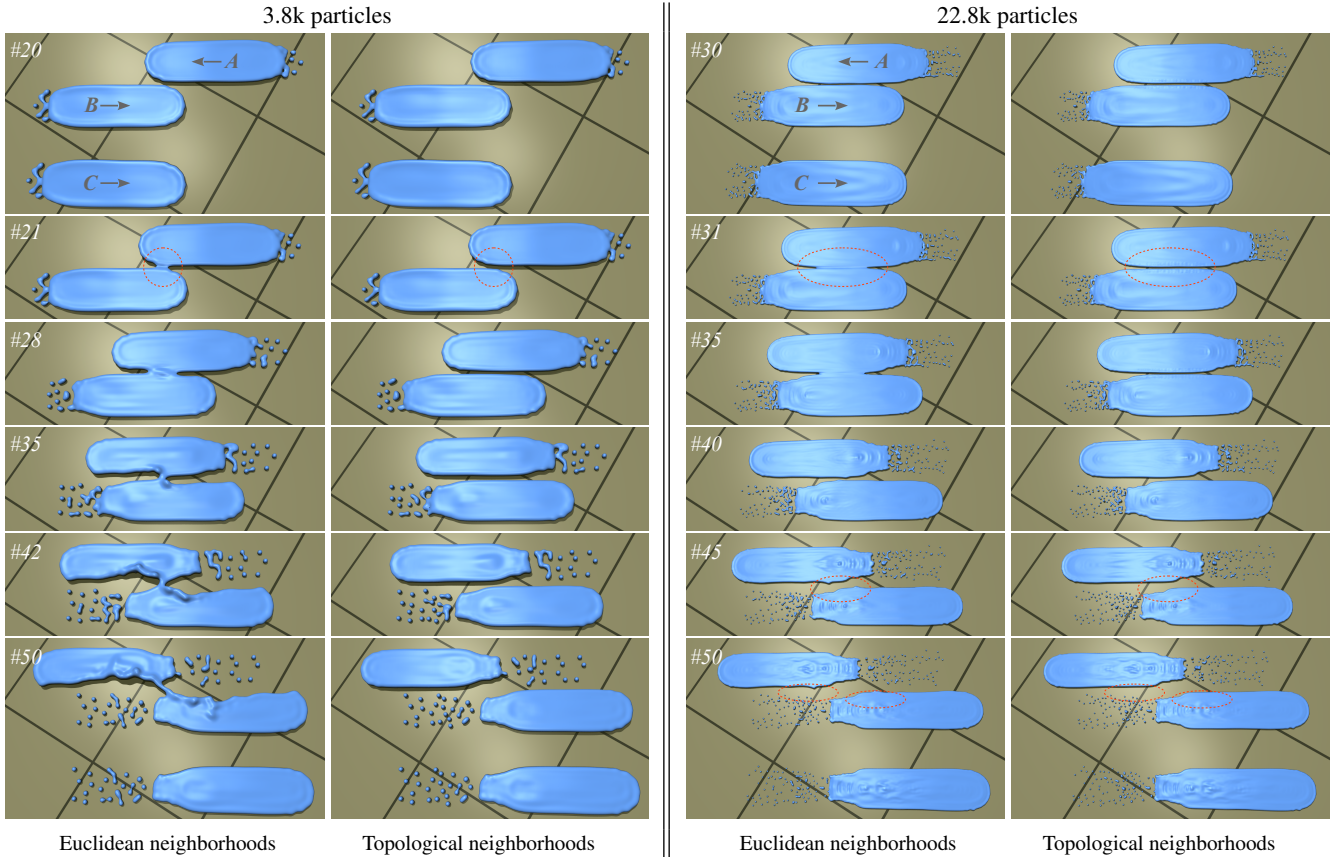 3.8k particles
22.8k particles
#20
A
B
C
#30
A
B
C
#21
#31
#28
#35
#35
#40
#42
#45
#50
#50
Euclidean neighborhoods
Topological neighborhoods
Euclidean neighborhoods
Topological neighborhoods